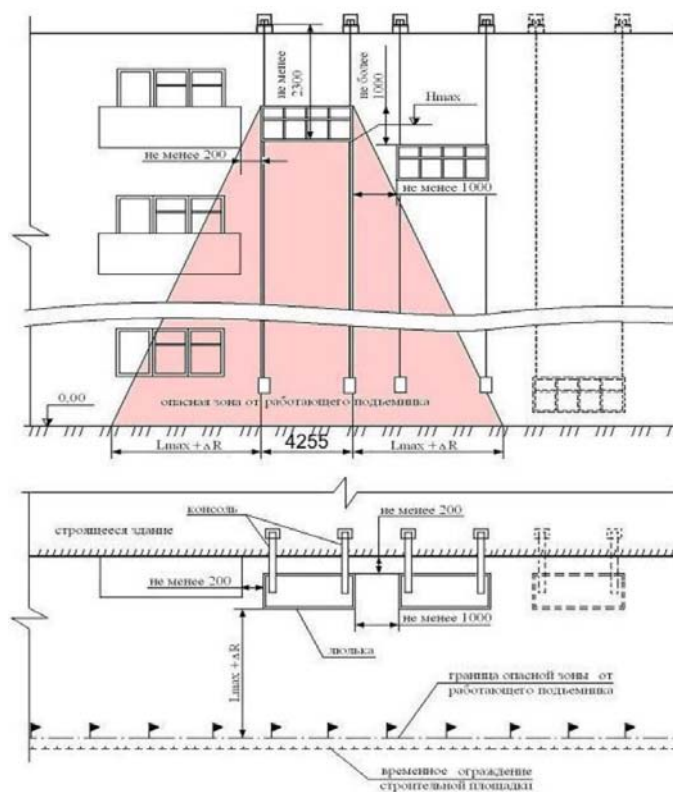 не менее
2300
не более
1000
Hmax
не менее 200
не менее 1000
0,00
опасная зона от работающего подъемника
Lmax + ΔR
4255
Lmax + ΔR
консоль
не менее 200
строящееся здание
не менее 200
не менее 1000
люлька
Lmax + ΔR
граница опасной зоны от
работающего подъемника
временное ограждение
строительной площадки